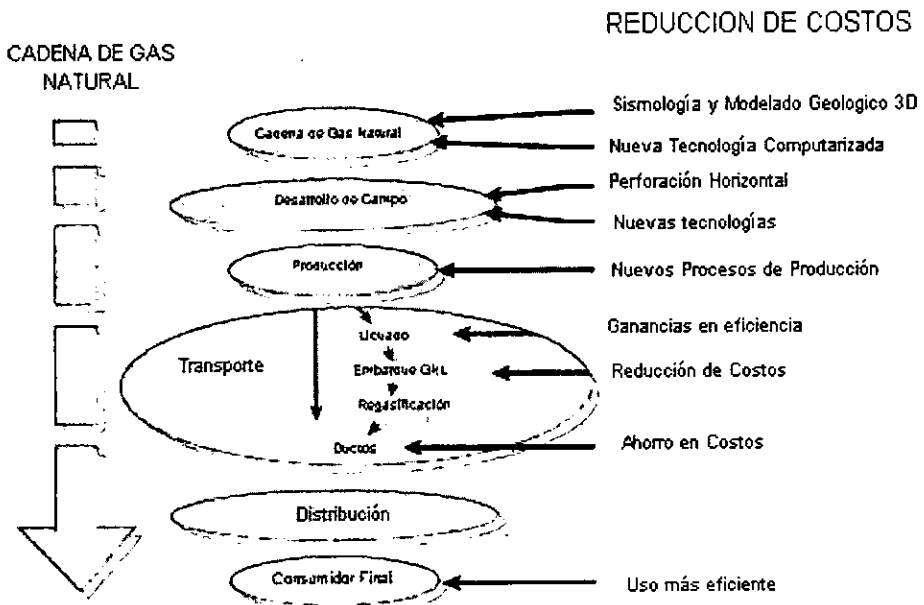 REDUCCION DE COSTOS
CADENA DE GAS
NATURAL
Cadena de Gas Natural
Sismología y Modelado Geologico 3D
Nueva Tecnología Computarizada
Desarrollo de Campo
Perforación Horizontal
Nuevas tecnologías
Producción
Nuevos Procesos de Producción
Transporte
Licuado
Embarque GNL
Regasificación
Ductos
Ganancias en eficiencia
Reducción de Costos
Ahorro en Costos
Distribución
Consumidor Final
Uso más eficiente